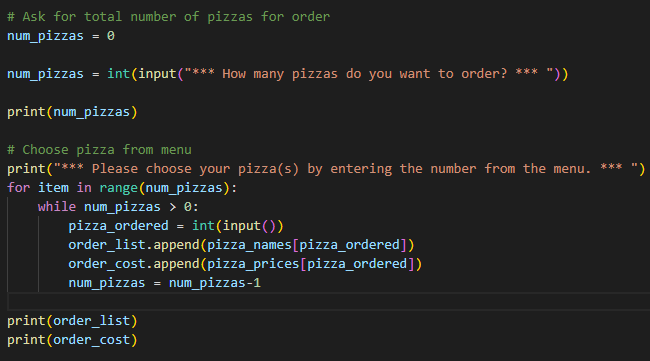 # Ask for total number of pizzas for order
num_pizzas = 0
num_pizzas = int(input("*** How many pizzas do you want to order? *** "))
print(num_pizzas)
# Choose pizza from menu
print("*** Please choose your pizza(s) by entering the number from the menu. *** ")
for item in range(num_pizzas):
    while num_pizzas > 0:
        pizza_ordered = int(input())
        order_list.append(pizza_names[pizza_ordered])
        order_cost.append(pizza_prices[pizza_ordered])
        num_pizzas = num_pizzas-1
print(order_list)
print(order_cost)